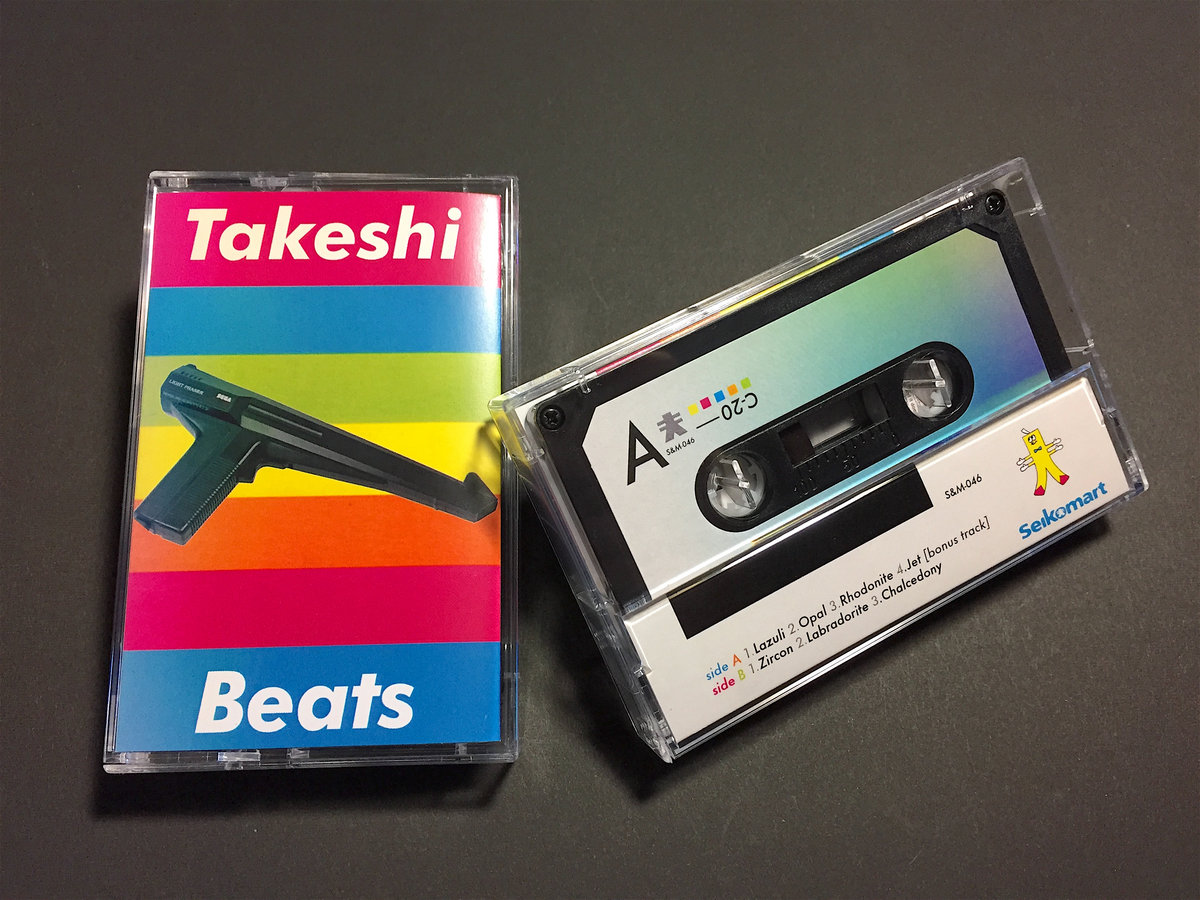 Takeshi
LIGHT PHASER
SEGA
Beats
A
S&M-046
C-20
S&M-046
Seikomart
side A 1.Lazuli 2.Opal 3.Rhodonite 4.Jet [bonus track]
side B 1.Zircon 2.Labradorite 3.Chalcedony